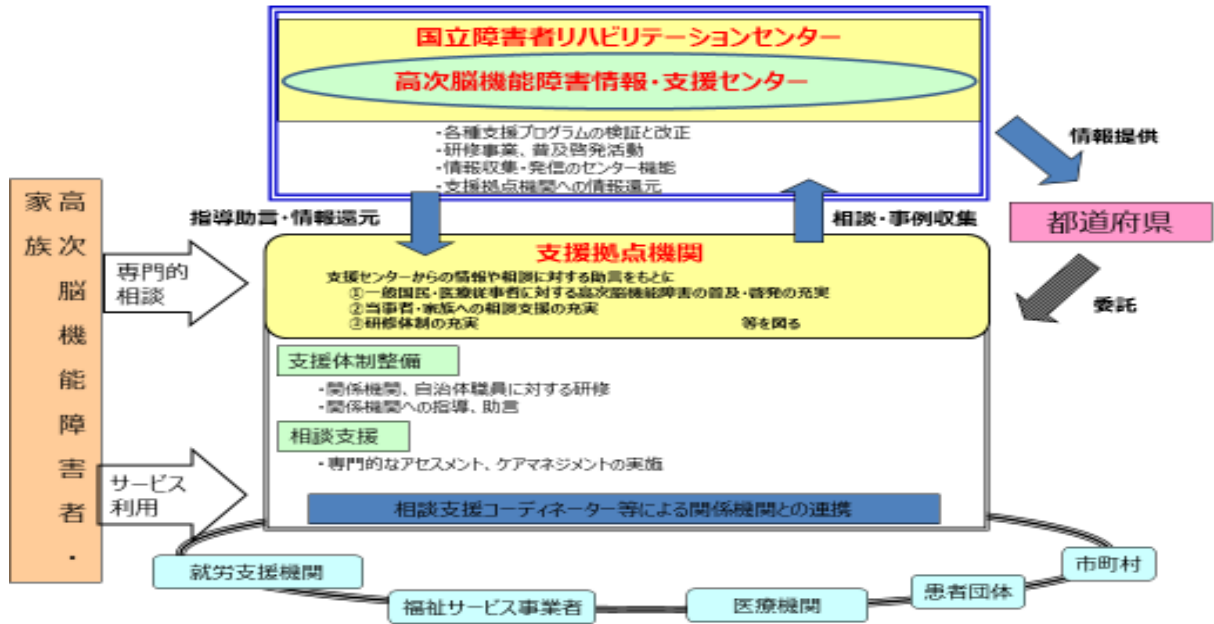 国立障害者リハビリテーションセンター
高次脳機能障害情報・支援センター
・各種支援プログラムの検証と改正
・研修事業、普及啓発活動
・情報収集・発信のセンター機能
・支援拠点機関への情報還元
情報提供
都道府県
委託
指導助言・情報還元
相談・事例収集
高次脳機能障害者・
家族
専門的
相談
サービス
利用
支援拠点機関
支援センターからの情報や相談に対する助言をもとに
①一般国民・医療従事者に対する高次脳機能障害の普及・啓発の充実
②当事者・家族への相談支援の充実
③研修体制の充実 等を図る
支援体制整備
・関係機関、自治体職員に対する研修
・関係機関への指導、助言
相談支援
・専門的なアセスメント、ケアマネジメントの実施
相談支援コーディネーター等による関係機関との連携
就労支援機関
福祉サービス事業者
医療機関
患者団体
市町村